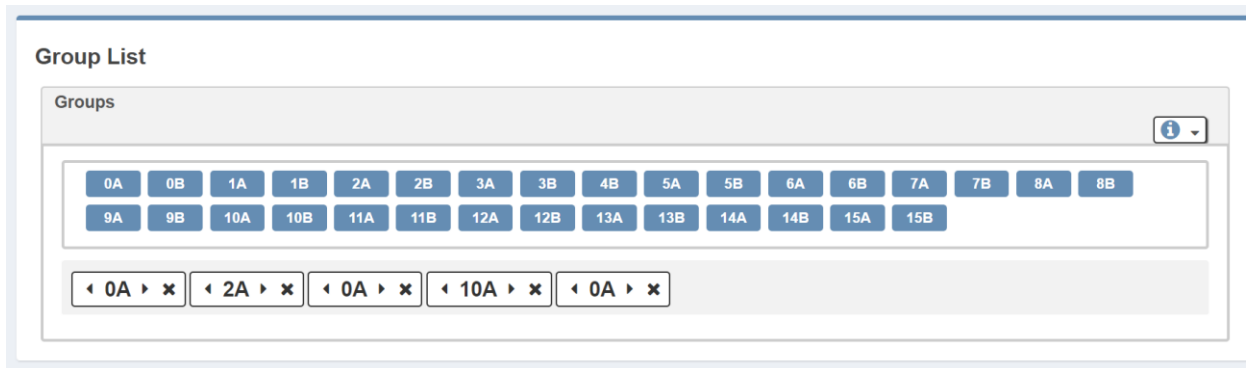 Group List
Groups
0A 0B 1A 1B 2A 2B 3A 3B 4B 5A 5B 6A 6B 7A 7B 8A 8B
9A 9B 10A 10B 11A 11B 12A 12B 13A 13B 14A 14B 15A 15B
0A 2A 0A 10A 0A